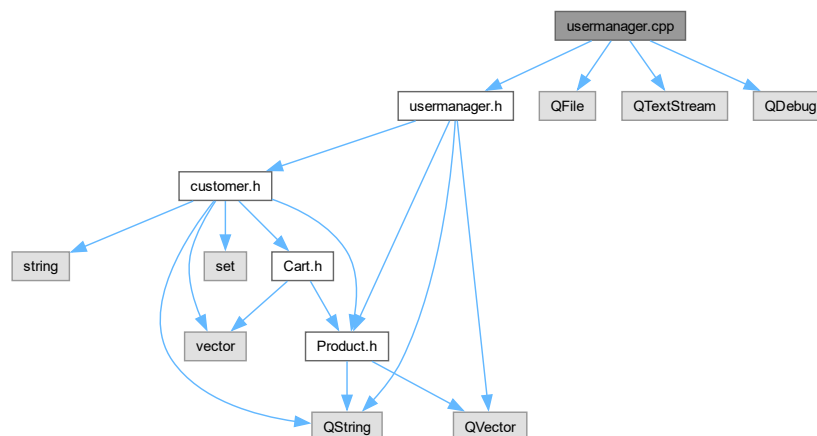 usermanager.cpp
usermanager.h
QFile
QTextStream
QDebug
customer.h
string
set
Cart.h
vector
Product.h
QString
QVector